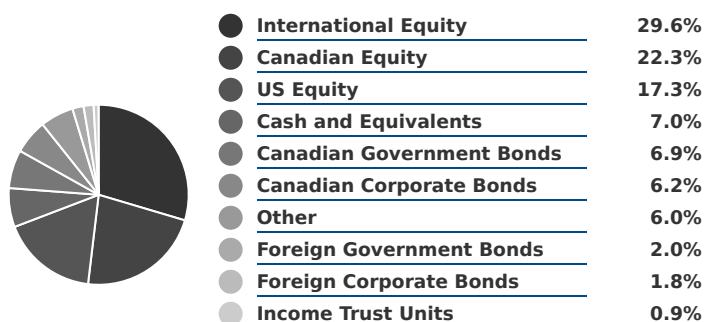 International Equity 29.6%
Canadian Equity 22.3%
US Equity 17.3%
Cash and Equivalents 7.0%
Canadian Government Bonds 6.9%
Canadian Corporate Bonds 6.2%
Other 6.0%
Foreign Government Bonds 2.0%
Foreign Corporate Bonds 1.8%
Income Trust Units 0.9%